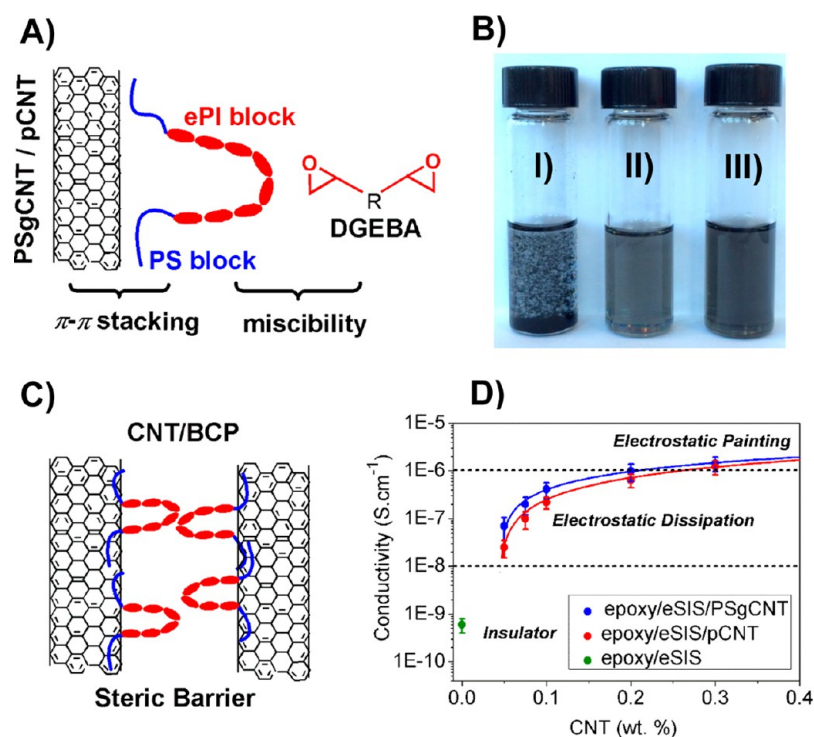 A)
PSgCNT / pCNT
ePI block
PS block
O
O
R
DGEBA
π-π stacking
miscibility
B)
I)
II)
III)
C)
CNT/BCP
Steric Barrier
D)
Conductivity (S.cm⁻¹)
1E-5
1E-6
1E-7
1E-8
1E-9
1E-10
Electrostatic Painting
Electrostatic Dissipation
Insulator
epoxy/eSIS/PSgCNT
epoxy/eSIS/pCNT
epoxy/eSIS
0.0 0.1 0.2 0.3 0.4
CNT (wt. %)